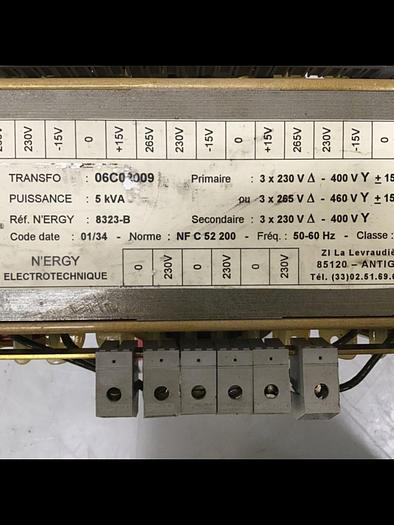 230V -15V 0 +15V 265V 230V -15V 0 +15V 265V 230V -15V 0
TRANSFO : Primaire : 3 x 230 V Δ - 400 V Y ± 15
PUISSANCE : 5 kVA ou 3 x 265 V Δ - 460 V Y ± 15
Réf. N'ERGY : 8323-B Secondaire : 3 x 230 V Δ - 400 V Y
Code date : 01/34 - Norme : NF C 52 200 - Fréq. : 50-60 Hz - Classe :
N'ERGY
ELECTROTECHNIQUE
0 230V 0 230V 0 230V
ZI La Levraudiè
85120 – ANTIG
Tél. (33)02.51.69.6